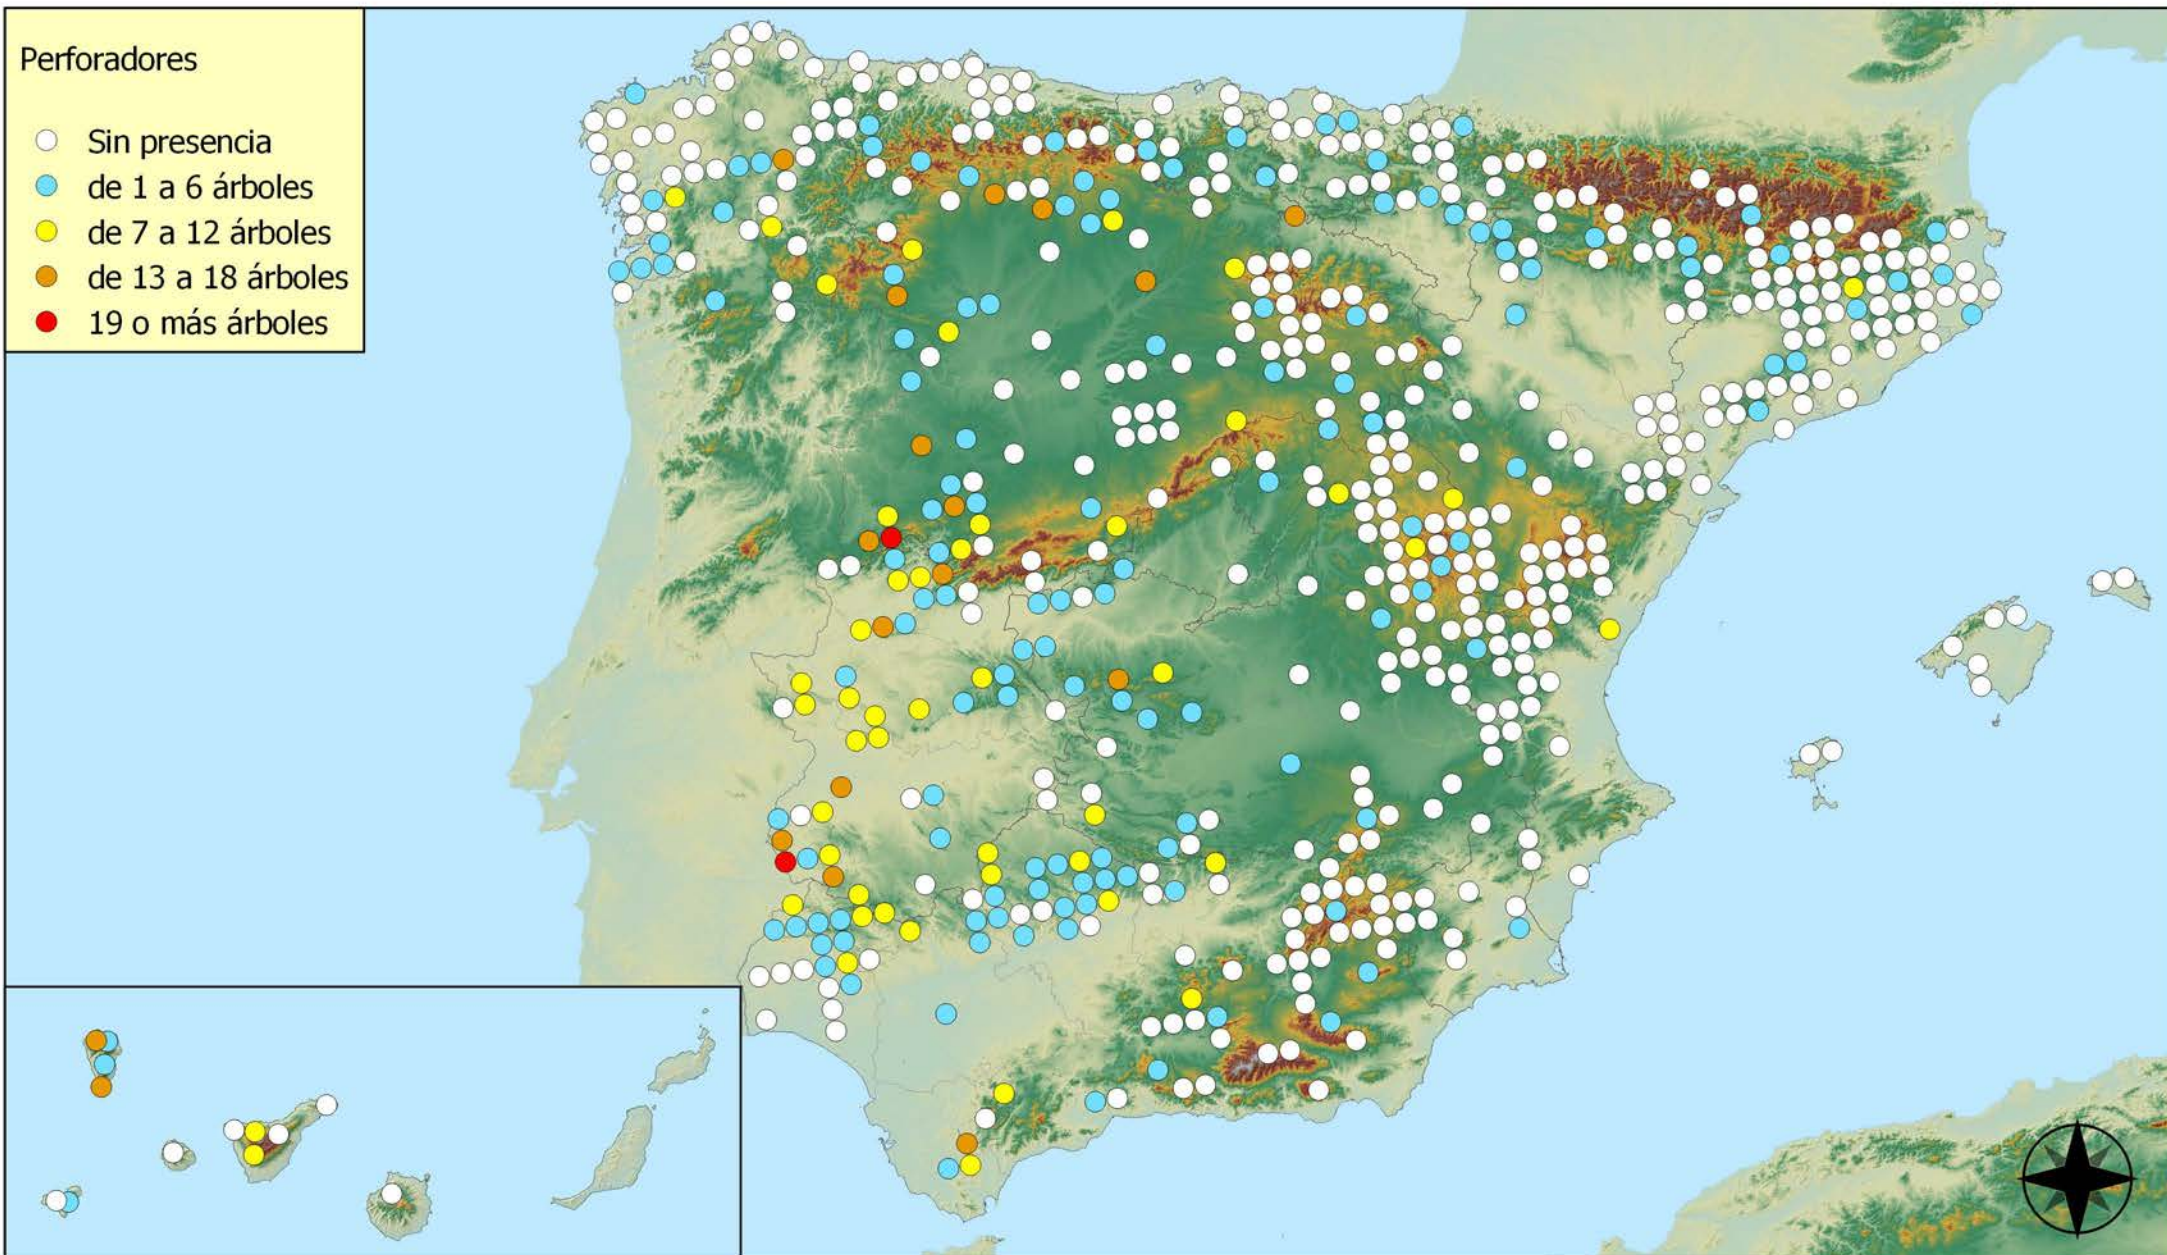 Perforadores
Sin presencia
de 1 a 6 árboles
de 7 a 12 árboles
de 13 a 18 árboles
19 o más árboles